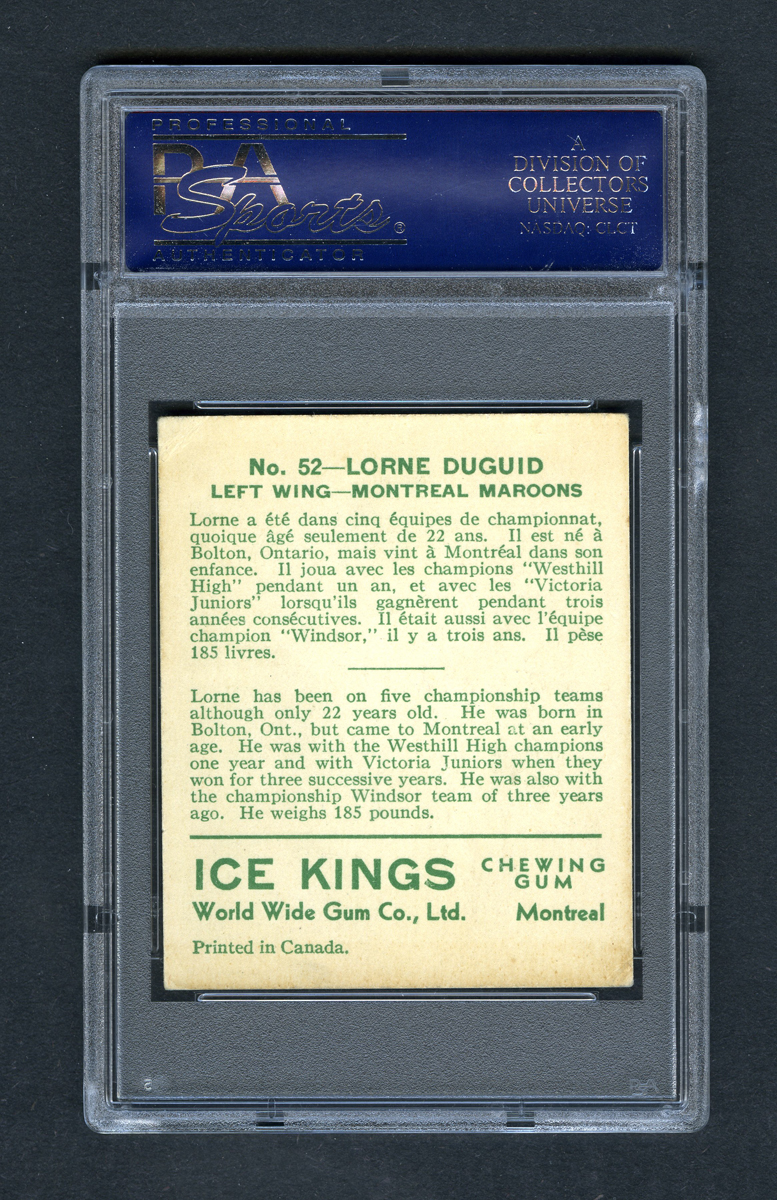 PROFESSIONAL
PSA
Sports®
AUTHENTICATOR
A
DIVISION OF
COLLECTORS
UNIVERSE
NASDAQ: CLCT
No. 52—LORNE DUGUID
LEFT WING—MONTREAL MAROONS
Lorne a été dans cinq équipes de championnat,
quoique âgé seulement de 22 ans. Il est né à
Bolton, Ontario, mais vint à Montréal dans son
enfance. Il joua avec les champions "Westhill
High" pendant un an, et avec les "Victoria
Juniors" lorsqu'ils gagnèrent pendant trois
années consécutives. Il était aussi avec l'équipe
champion "Windsor," il y a trois ans. Il pèse
185 livres.
Lorne has been on five championship teams
although only 22 years old. He was born in
Bolton, Ont., but came to Montreal at an early
age. He was with the Westhill High champions
one year and with Victoria Juniors when they
won for three successive years. He was also with
the championship Windsor team of three years
ago. He weighs 185 pounds.
ICE KINGS CHEWING GUM
World Wide Gum Co., Ltd. Montreal
Printed in Canada.
PSA